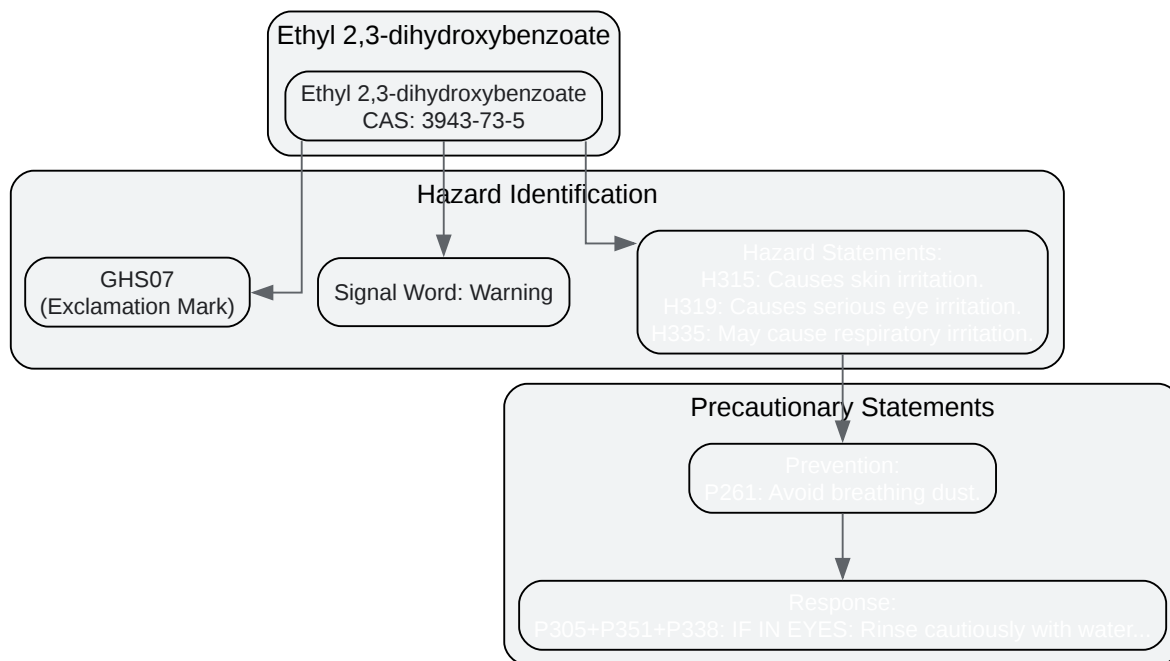 Ethyl 2,3-dihydroxybenzoate
Ethyl 2,3-dihydroxybenzoate
CAS: 3943-73-5
Hazard Identification
GHS07
(Exclamation Mark)
Signal Word: Warning
Hazard Statements:
H315: Causes skin irritation.
H319: Causes serious eye irritation.
H335: May cause respiratory irritation.
Precautionary Statements
Prevention:
P261: Avoid breathing dust.
Response:
P305+P351+P338: IF IN EYES: Rinse cautiously with water...